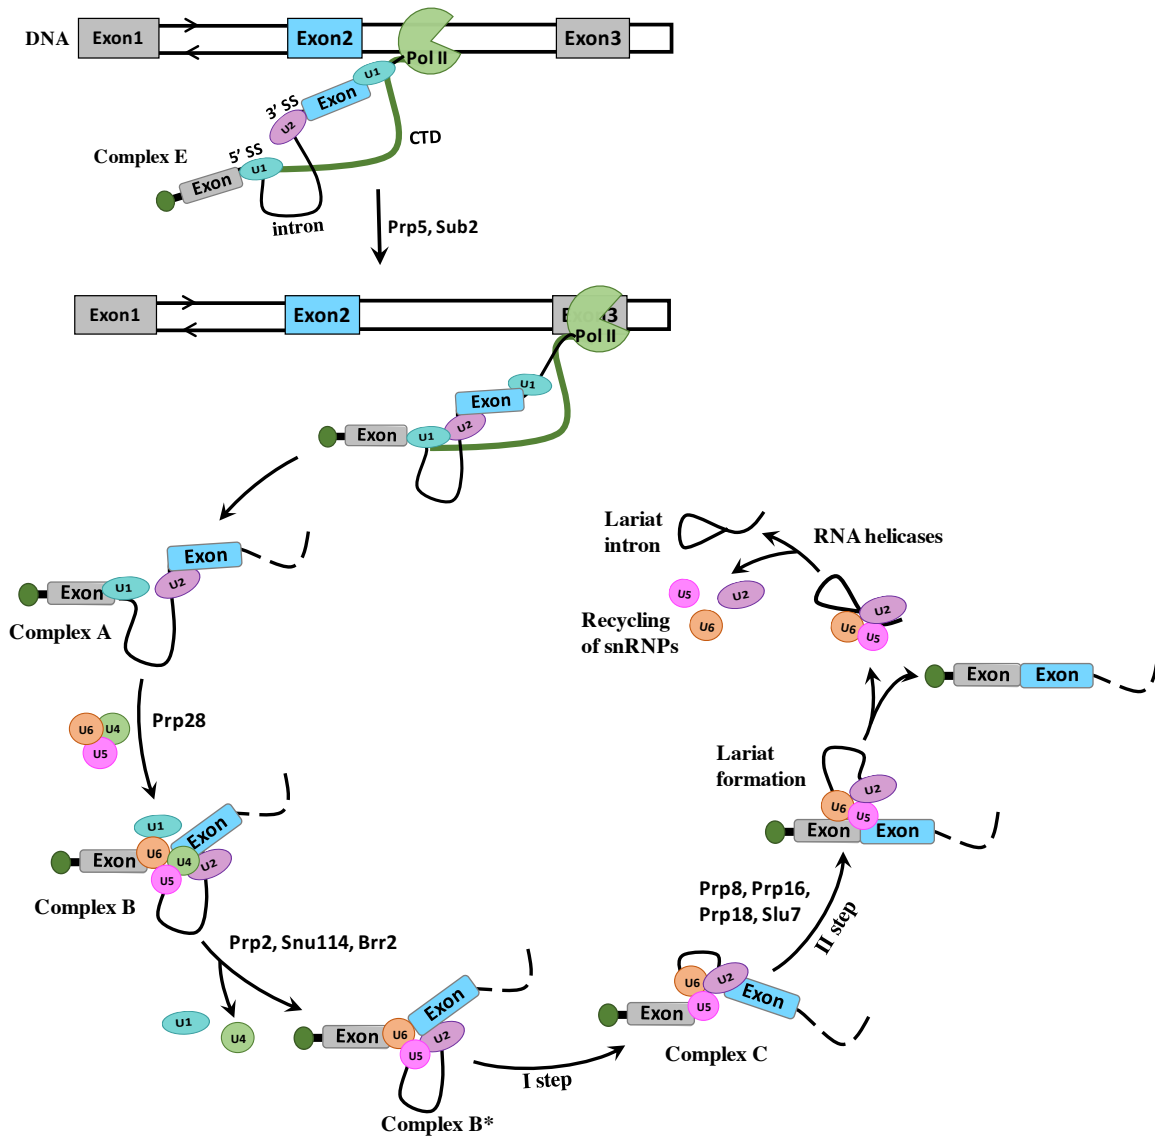 DNA
Exon1
Exon2
Exon3
Pol II
U1
Exon
3' SS
U2
CTD
Complex E
5' SS
U1
Exon
intron
Prp5, Sub2
Exon1
Exon2
Exon3
Pol II
U1
Exon
U2
Exon
U1
Exon
Exon
U1
U2
Complex A
Lariat
intron
RNA helicases
U5
U2
U6
Recycling
of snRNPs
U2
U6
U5
Exon
Exon
Prp28
U6
U4
U5
Lariat
formation
U2
U6
U5
Exon
Exon
U1
Exon
Exon
U6
U4
U2
U5
Complex B
Prp2, Snu114, Brr2
U1
U4
Exon
Exon
U6
U2
U5
Complex B*
I step
Prp8, Prp16,
Prp18, Slu7
II step
U6
U2
Exon
Exon
U5
Complex C